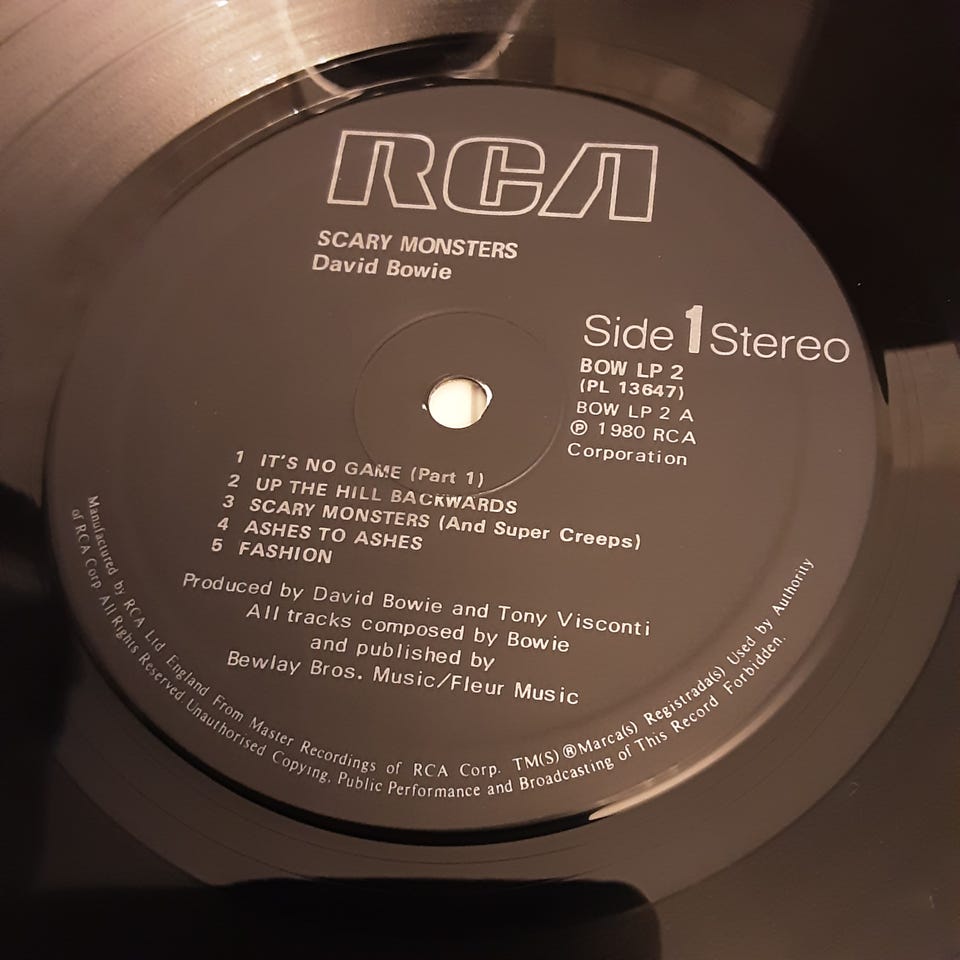 RCA
SCARY MONSTERS
David Bowie
Side 1 Stereo
BOW LP 2
(PL 13647)
BOW LP 2 A
℗ 1980 RCA
Corporation
1 IT'S NO GAME (Part 1)
2 UP THE HILL BACKWARDS
3 SCARY MONSTERS (And Super Creeps)
4 ASHES TO ASHES
5 FASHION
Produced by David Bowie and Tony Visconti
All tracks composed by Bowie
and published by
Bewlay Bros. Music/Fleur Music
Manufactured by RCA Ltd England From Master Recordings of RCA Corp. TM(S) ® Marca(s) Registrada(s) Used by Authority
of RCA Corp All Rights Reserved Unauthorised Copying, Public Performance and Broadcasting of This Record Forbidden.